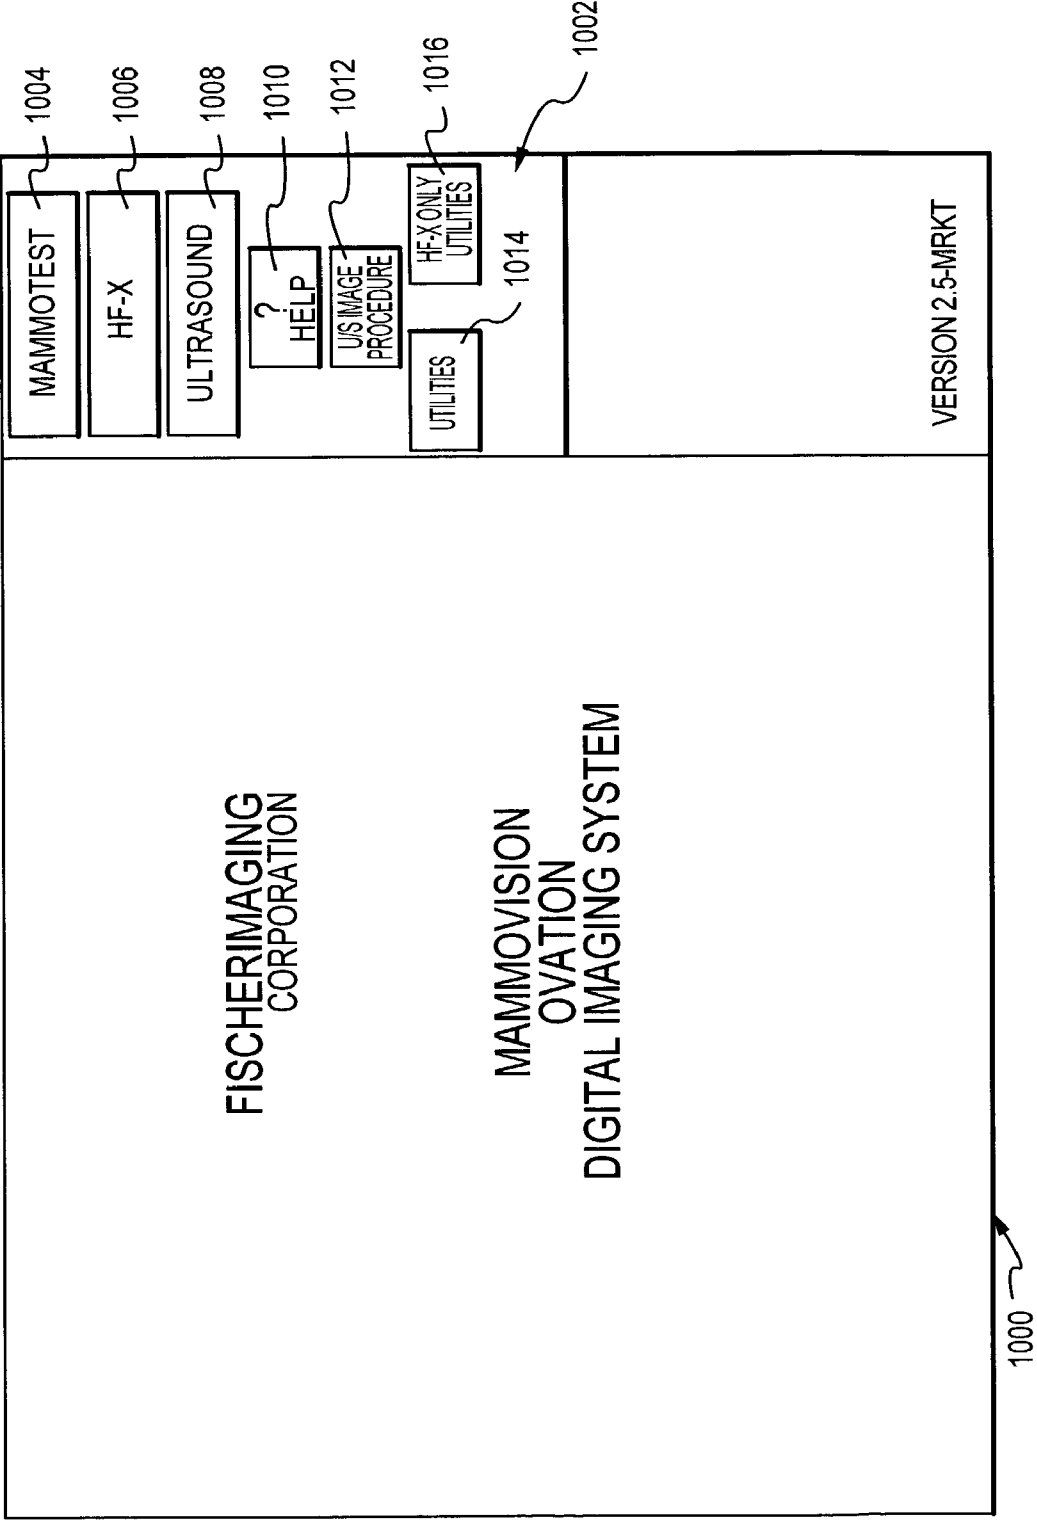 FISCHERIMAGING
CORPORATION
MAMMOVISION
OVATION
DIGITAL IMAGING SYSTEM
MAMMOTEST
1004
HF-X
1006
ULTRASOUND
1008
?
HELP
1010
U/S IMAGE
PROCEDURE
1012
UTILITIES
1014
HF-X ONLY
UTILITIES
1016
1002
VERSION 2.5-MRKT
1000